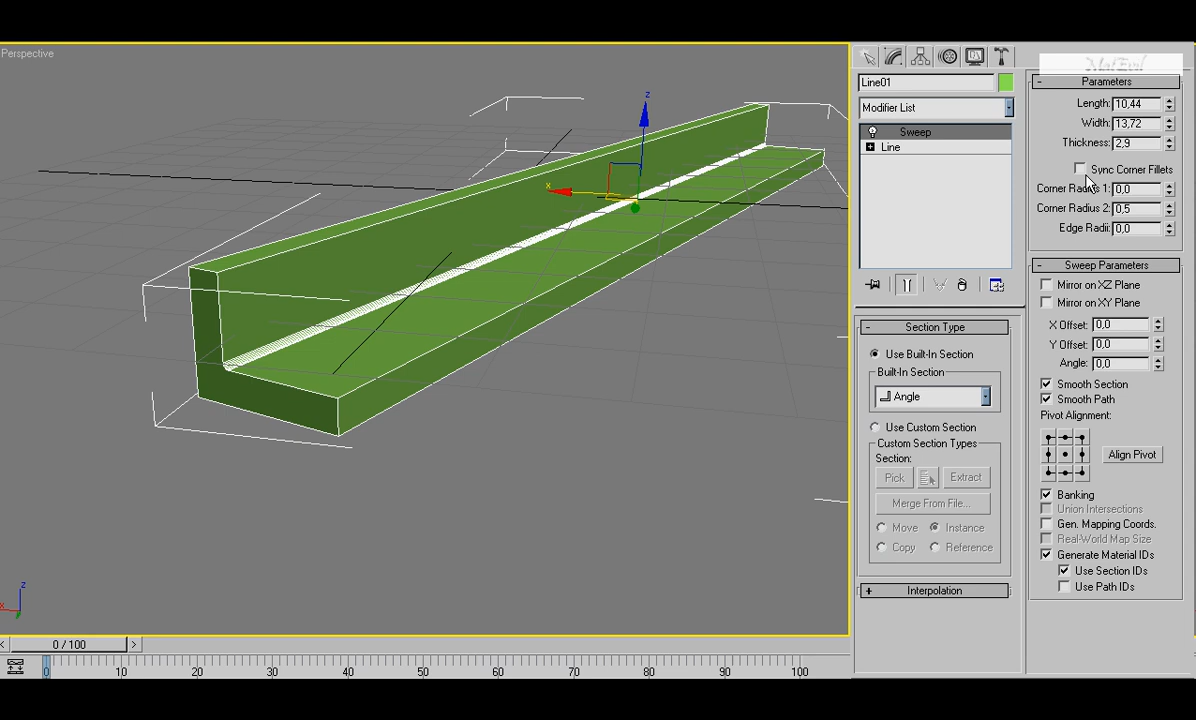 Perspective
Line01
Modifier List
Sweep
Line
Section Type
Use Built-In Section
Built-In Section
Angle
Use Custom Section
Custom Section Types
Section:
Pick
Extract
Merge From File...
Move
Instance
Copy
Reference
Interpolation
Parameters
Length: 10,44
Width: 13,72
Thickness: 2,9
Sync Corner Fillets
Corner Radius 1: 0,0
Corner Radius 2: 0,5
Edge Radii: 0,0
Sweep Parameters
Mirror on XZ Plane
Mirror on XY Plane
X Offset: 0,0
Y Offset: 0,0
Angle: 0,0
Smooth Section
Smooth Path
Pivot Alignment:
Align Pivot
Banking
Union Intersections
Gen. Mapping Coords.
Real-World Map Size
Generate Material IDs
Use Section IDs
Use Path IDs
z
x
z
x
< 0 / 100 >
0 10 20 30 40 50 60 70 80 90 100